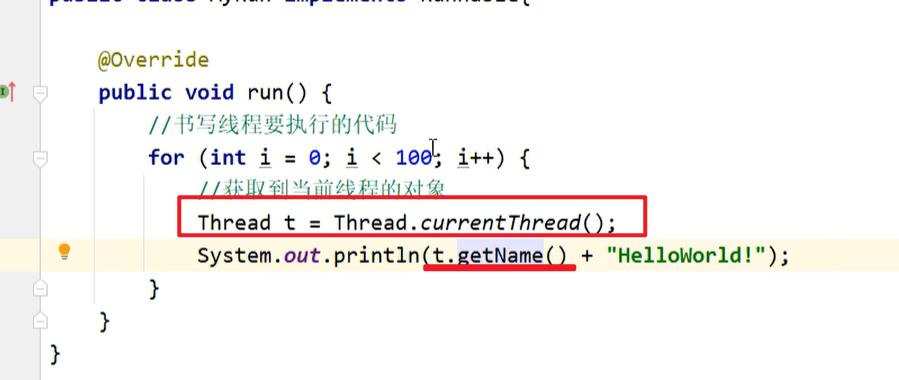 public class MyRun implements Runnable{
@Override
public void run() {
//书写线程要执行的代码
for (int i = 0; i < 100; i++) {
//获取到当前线程的对象
Thread t = Thread.currentThread();
System.out.println(t.getName() + "HelloWorld!");
}
}
}